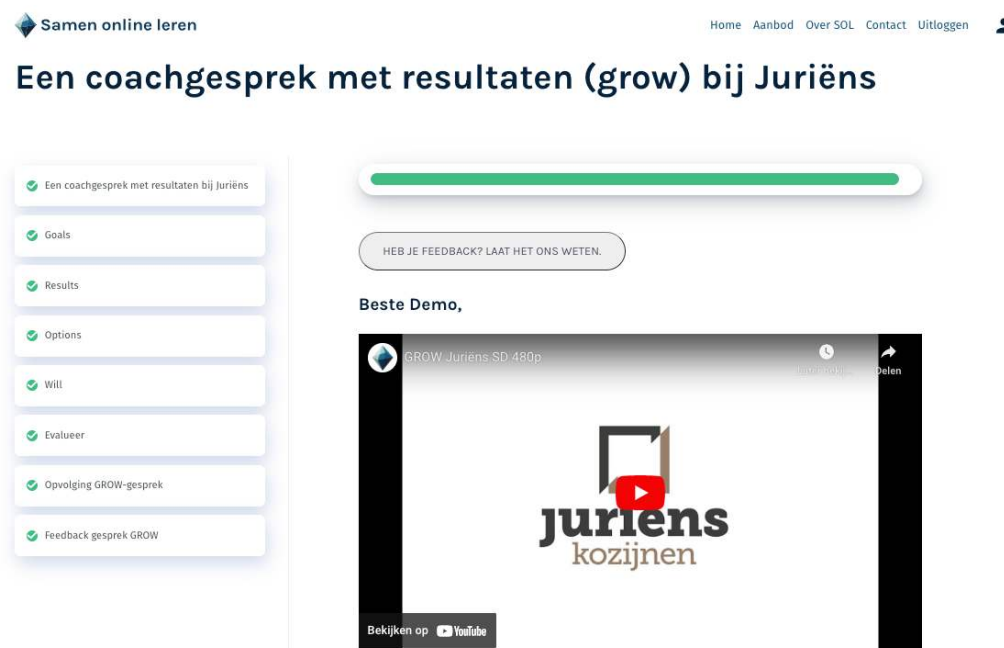 Samen online leren
Home Aanbod Over SOL Contact Uitloggen
Een coachgesprek met resultaten (grow) bij Juriëns
Een coachgesprek met resultaten bij Juriëns
Goals
Results
Options
Will
Evalueer
Opvolging GROW-gesprek
Feedback gesprek GROW
HEB JE FEEDBACK? LAAT HET ONS WETEN.
Beste Demo,
GROW Juriëns SD 480p
Delen
juriëns
kozijnen
Bekijken op YouTube